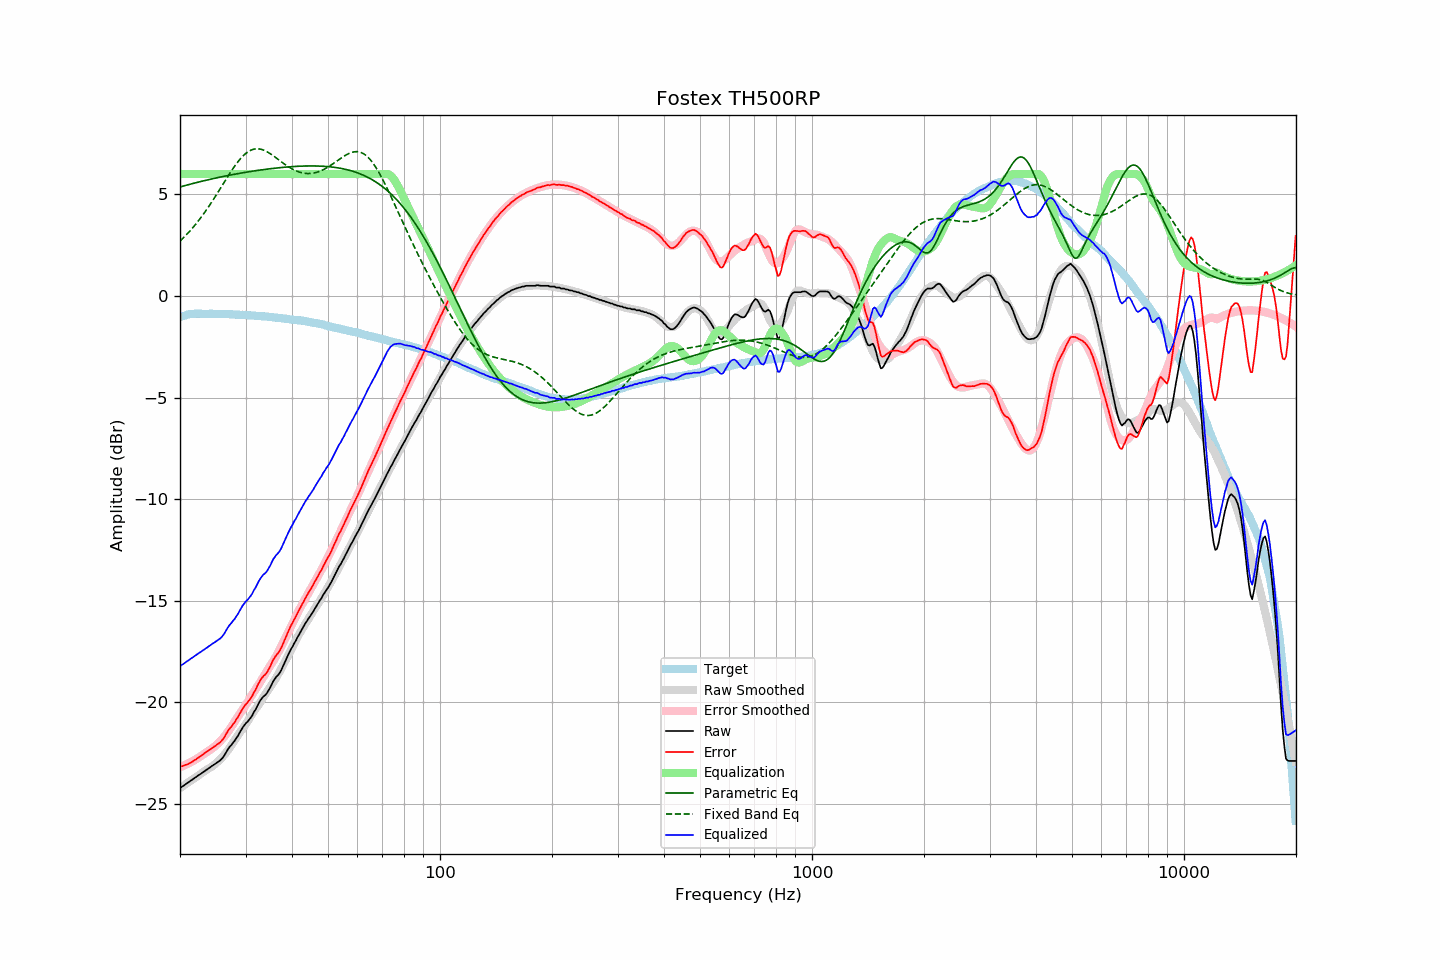 Fostex TH500RP
Amplitude (dBr)
5
0
−5
−10
−15
−20
−25
Target
Raw Smoothed
Error Smoothed
Raw
Error
Equalization
Parametric Eq
Fixed Band Eq
Equalized
100
1000
10000
Frequency (Hz)